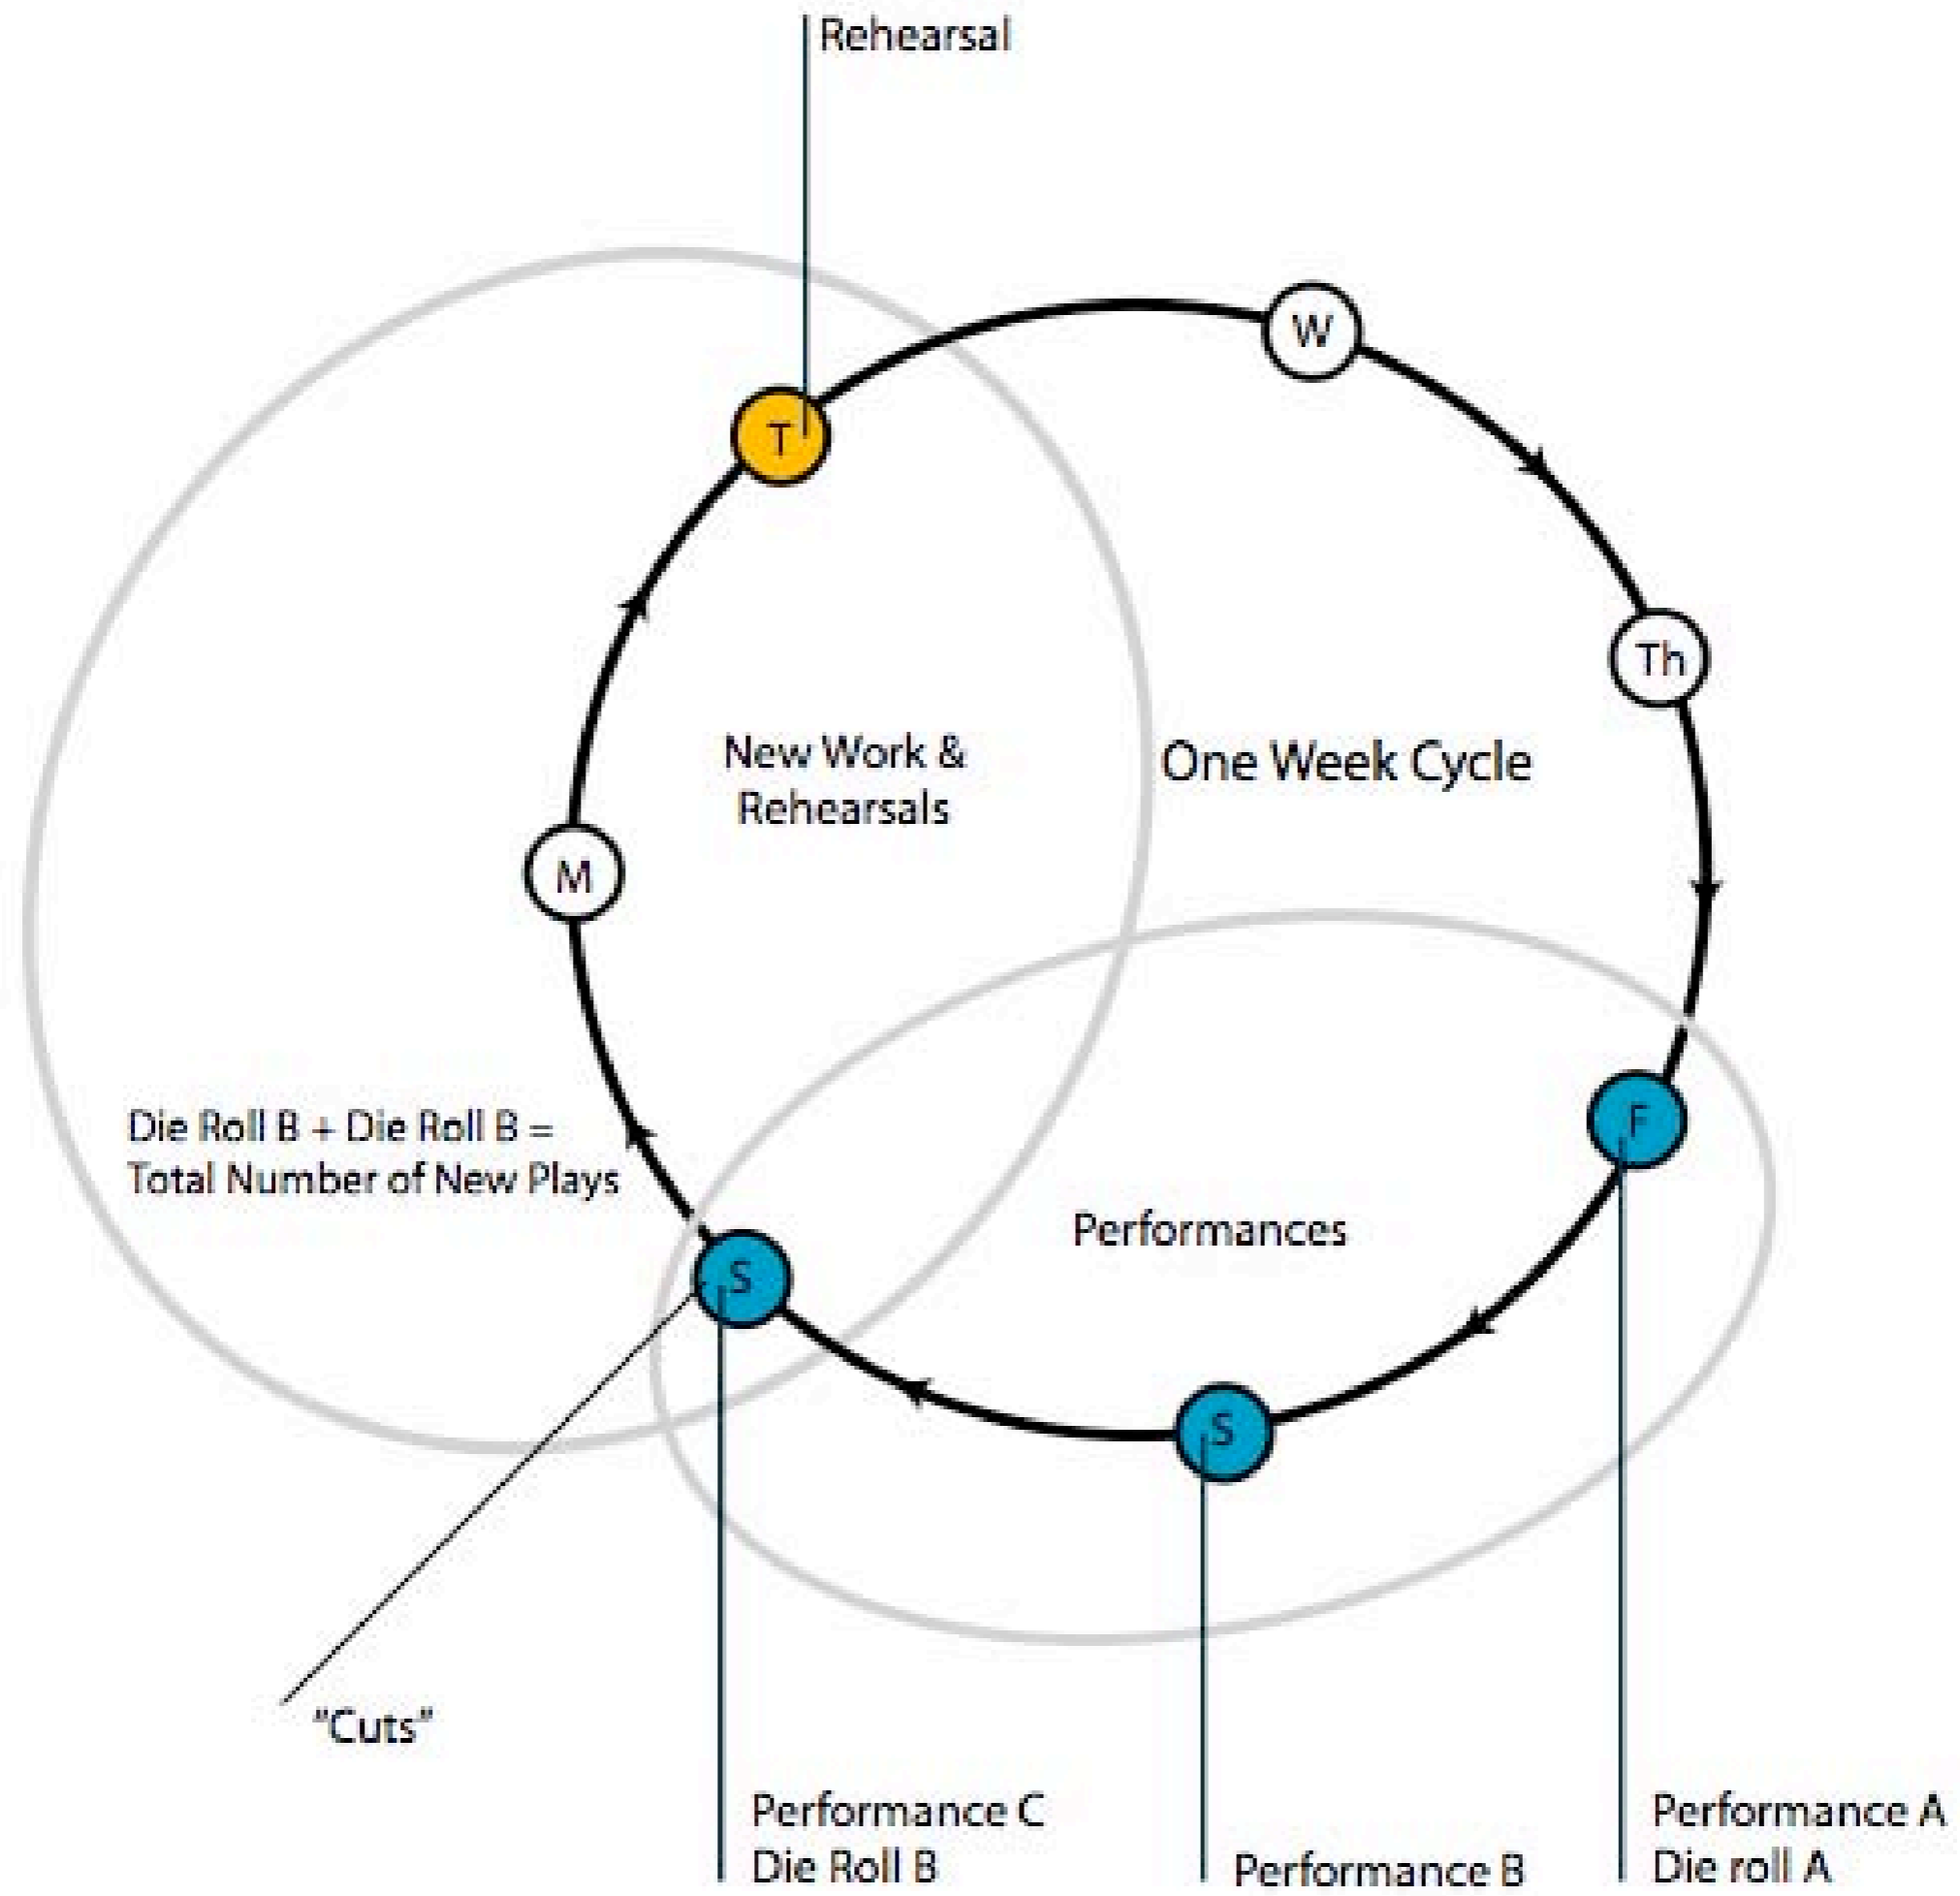 Rehearsal
W
T
Th
New Work &
Rehearsals
One Week Cycle
M
F
Die Roll B + Die Roll B =
Total Number of New Plays
Performances
S
S
"Cuts"
Performance C
Die Roll B
Performance B
Performance A
Die roll A